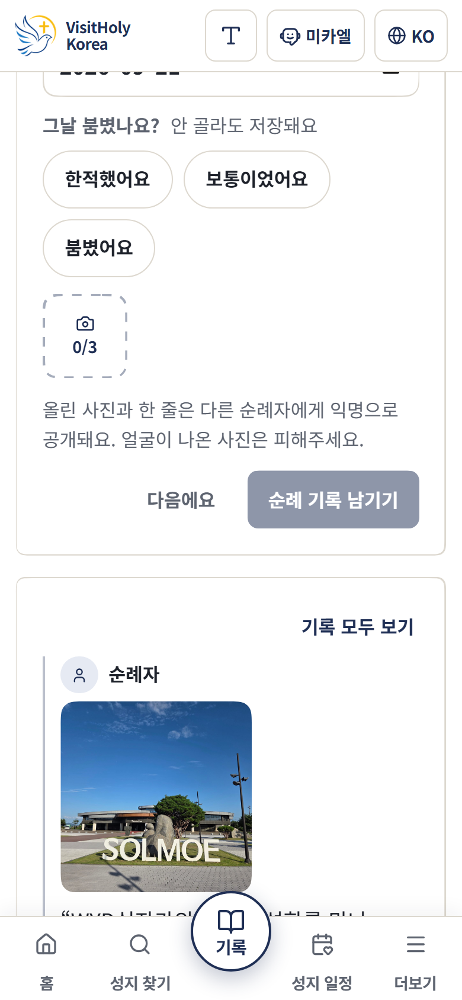 VisitHoly
Korea
미카엘
KO
그날 붐볐나요? 안 골라도 저장돼요
한적했어요
보통이었어요
붐볐어요
0/3
올린 사진과 한 줄은 다른 순례자에게 익명으로
공개돼요. 얼굴이 나온 사진은 피해주세요.
다음에요
순례 기록 남기기
기록 모두 보기
순례자
SOLMOE
홈
성지 찾기
기록
성지 일정
더보기